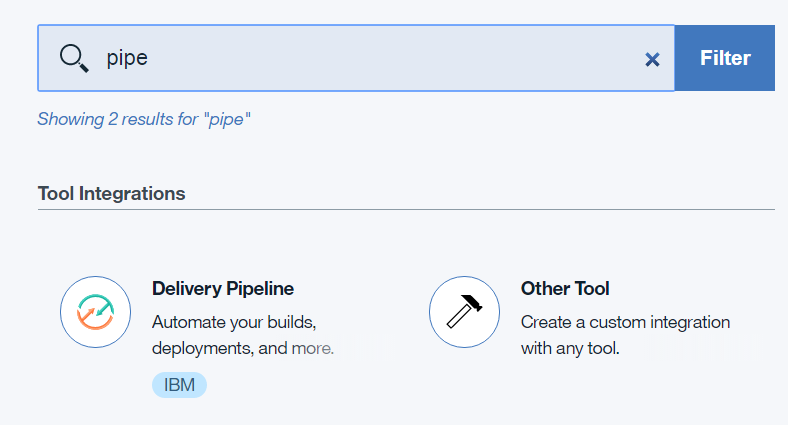 pipe
Filter
Showing 2 results for "pipe"
Tool Integrations
Delivery Pipeline
Automate your builds,
deployments, and more.
IBM
Other Tool
Create a custom integration
with any tool.